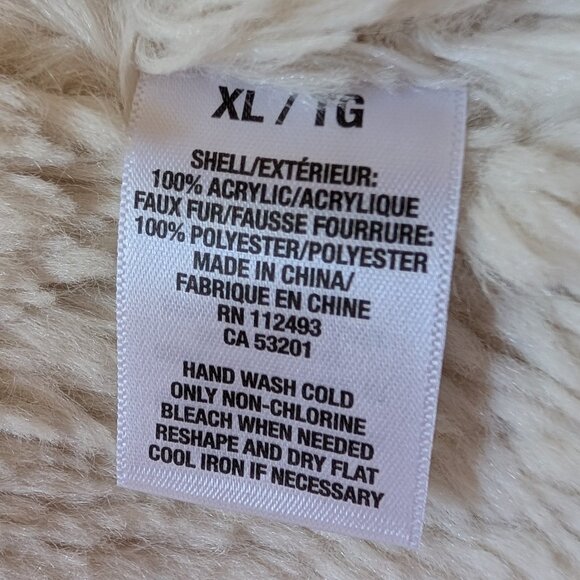 XL / TG
SHELL/EXTÉRIEUR:
100% ACRYLIC/ACRYLIQUE
FAUX FUR/FAUSSE FOURRURE:
100% POLYESTER/POLYESTER
MADE IN CHINA/
FABRIQUE EN CHINE
RN 112493
CA 53201
HAND WASH COLD
ONLY NON-CHLORINE
BLEACH WHEN NEEDED
RESHAPE AND DRY FLAT
COOL IRON IF NECESSARY